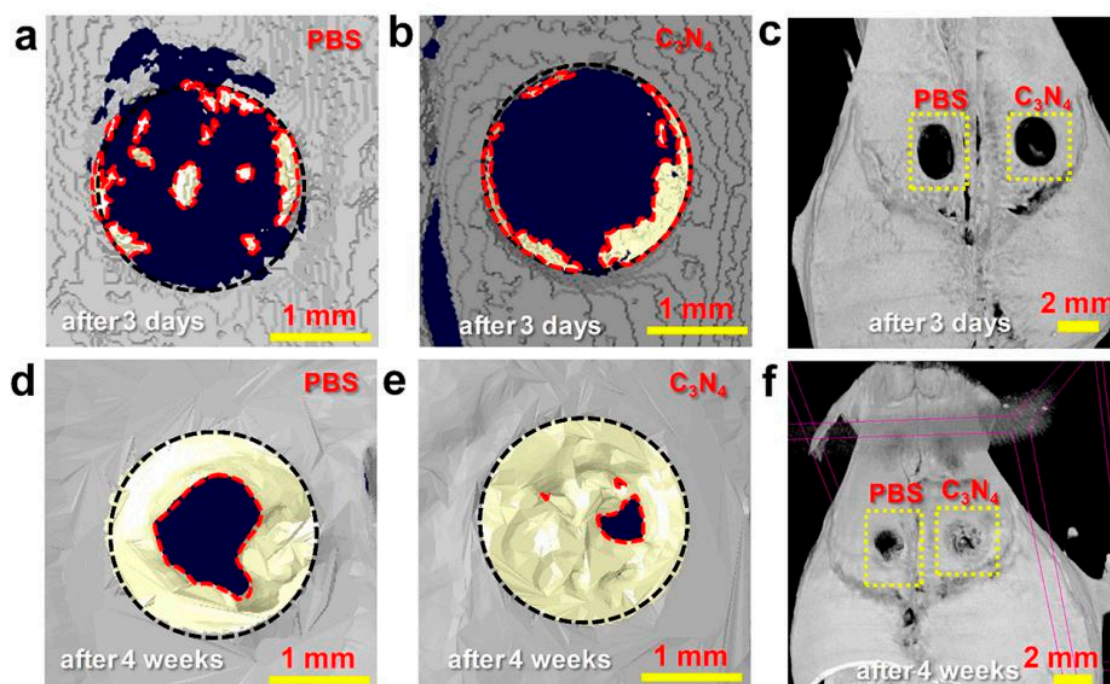 a
PBS
after 3 days
1 mm
b
C₃N₄
after 3 days
1 mm
c
PBS
C₃N₄
after 3 days
2 mm
d
PBS
after 4 weeks
1 mm
e
C₃N₄
after 4 weeks
1 mm
f
PBS
C₃N₄
after 4 weeks
2 mm